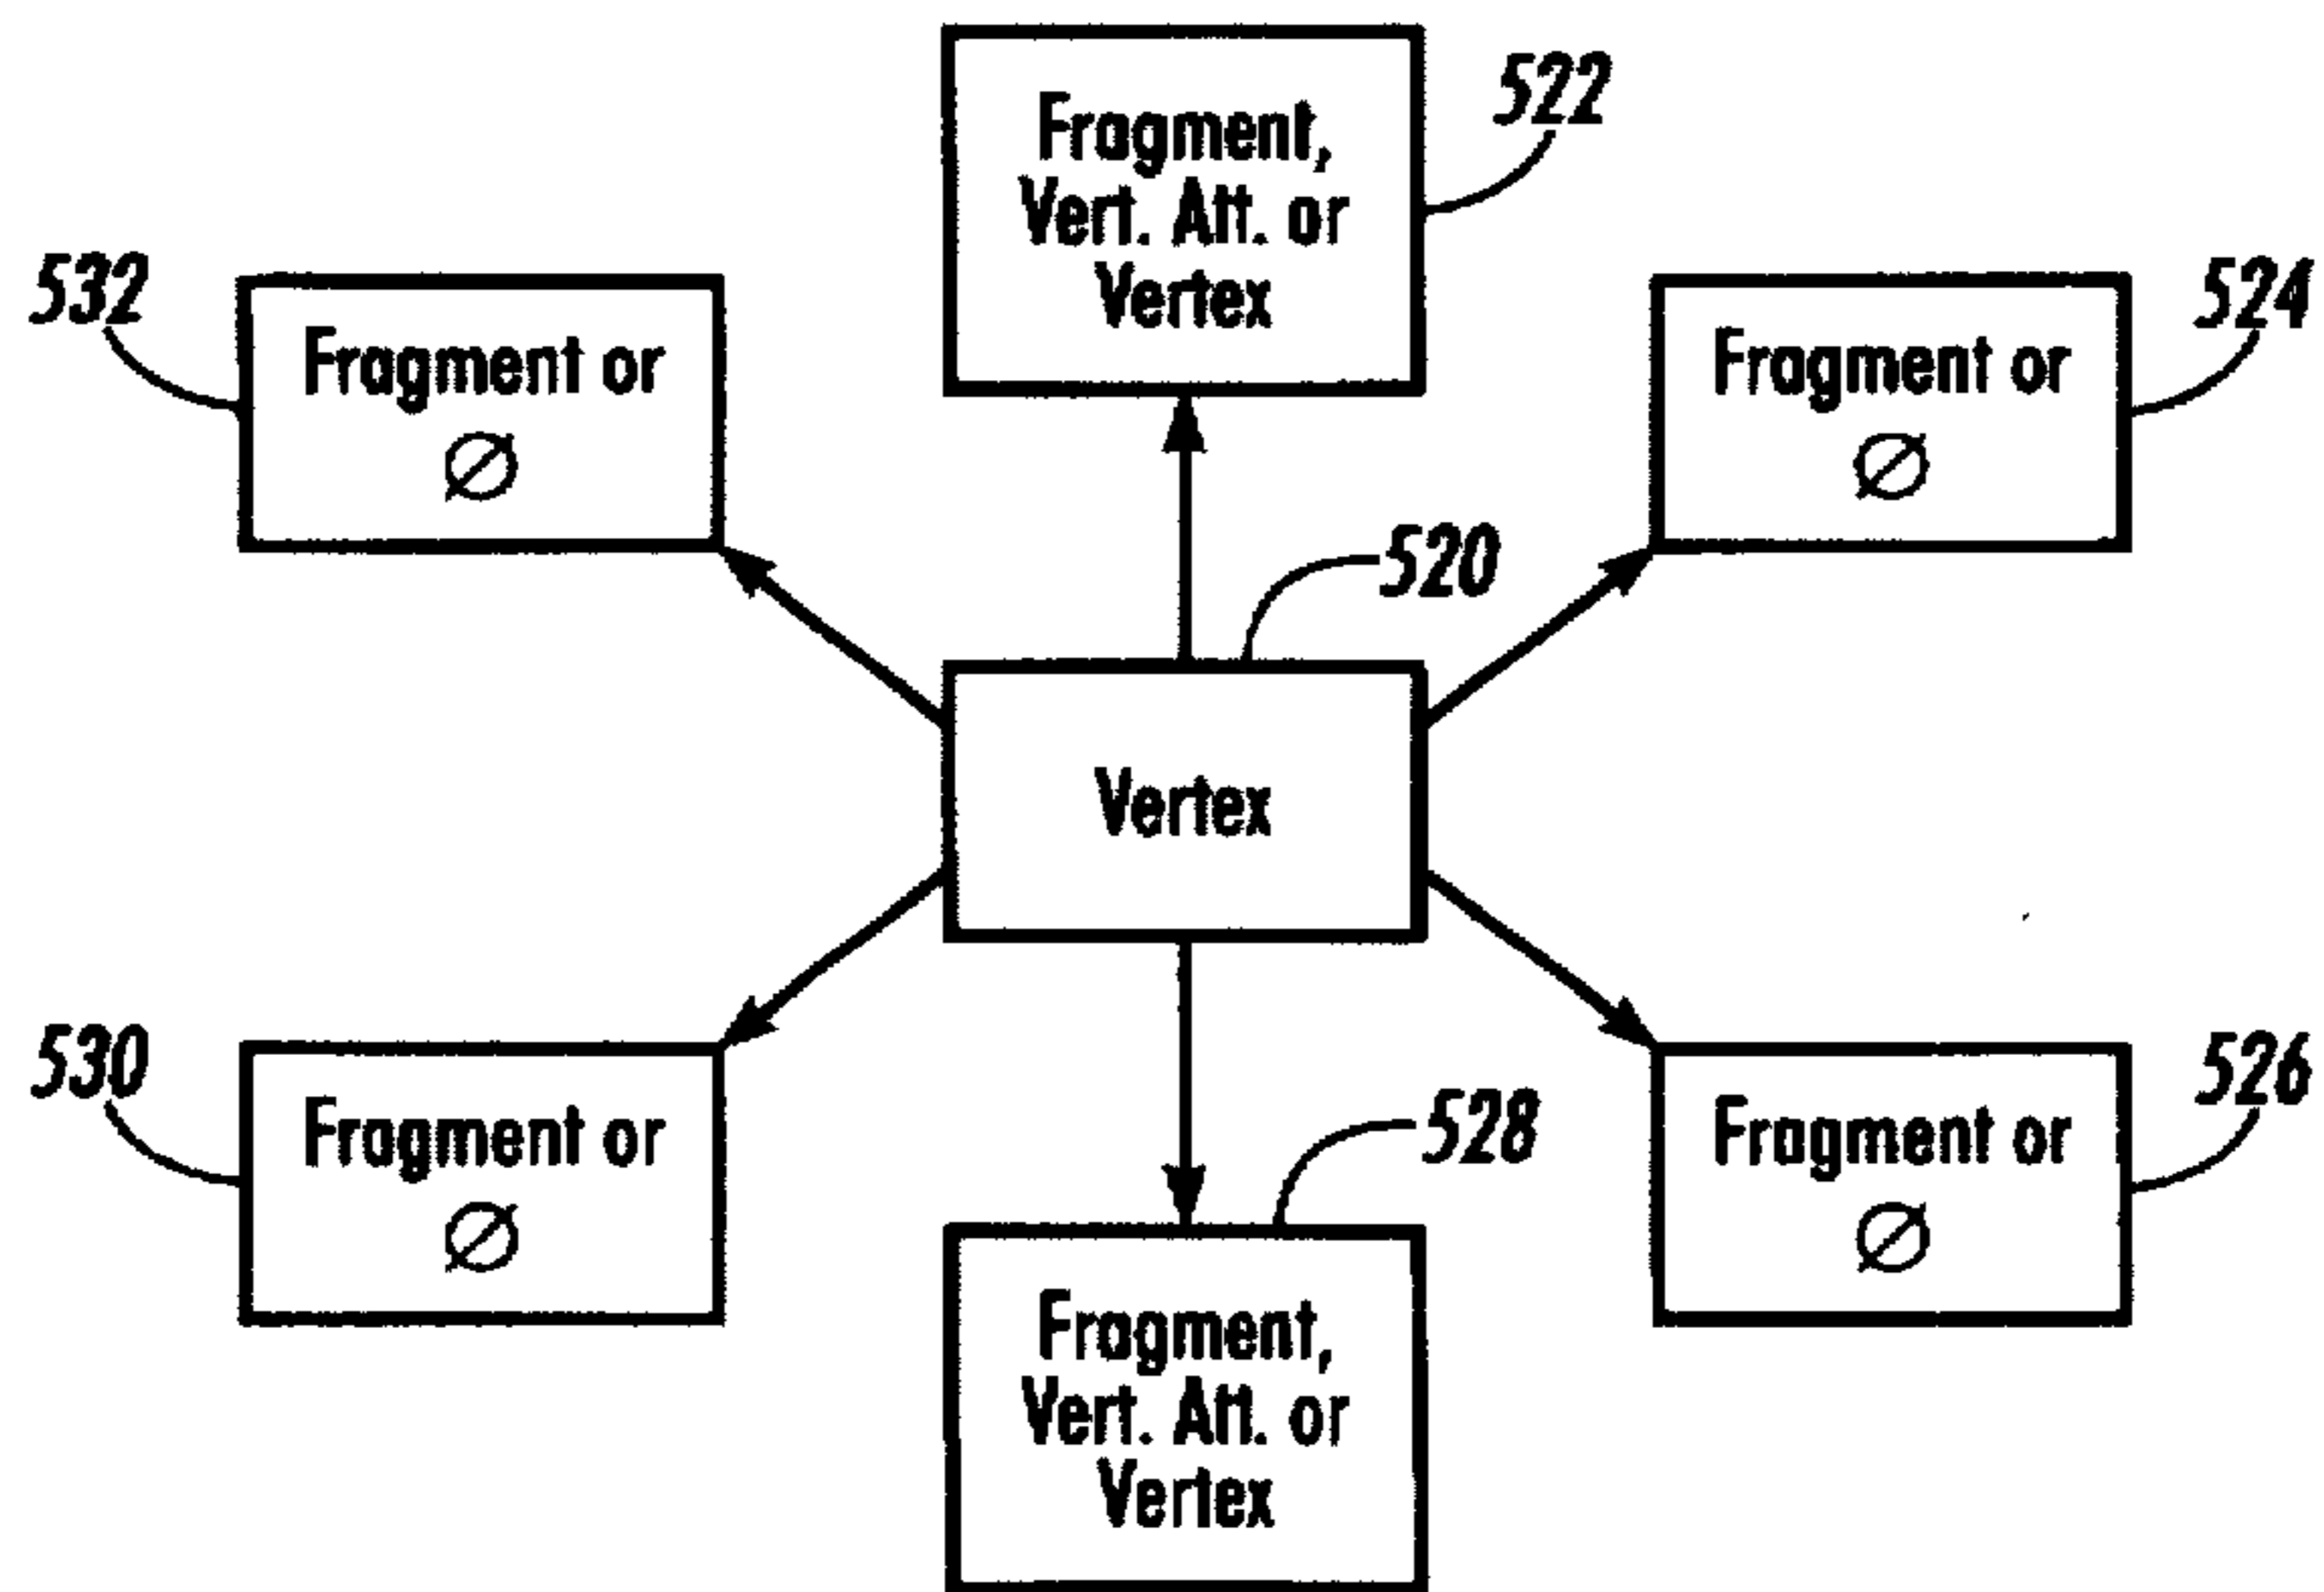 522
Fragment,
Vert. Att. or
Vertex
532
Fragment or
Ø
524
Fragment or
Ø
520
Vertex
530
Fragment or
Ø
526
Fragment or
Ø
528
Fragment,
Vert. Att. or
Vertex